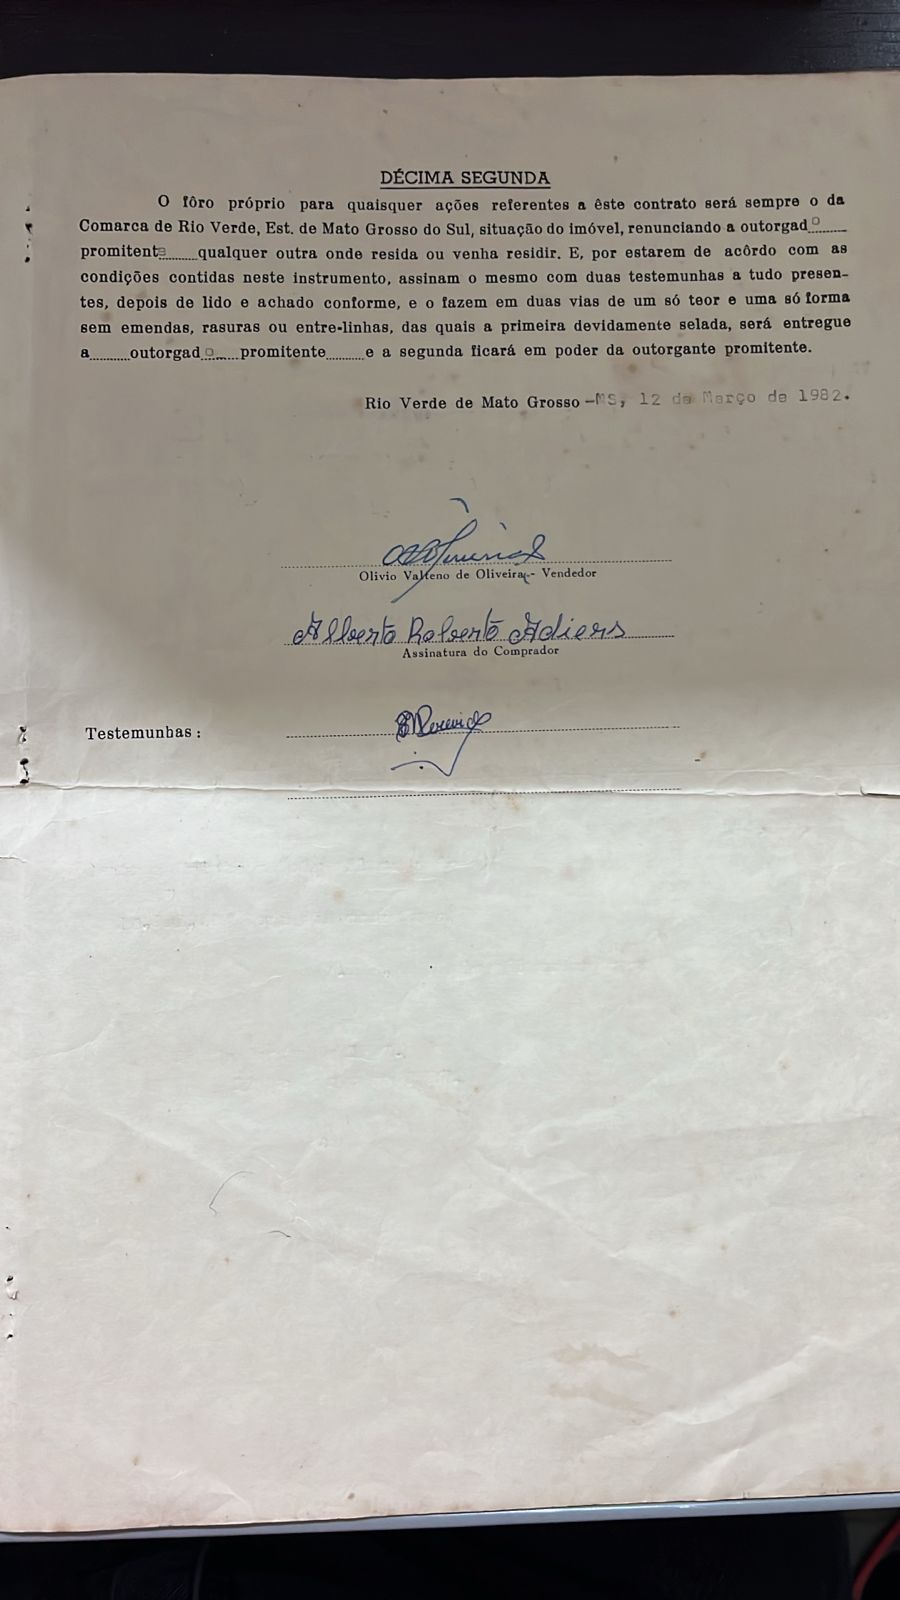 DÉCIMA SEGUNDA
O fôro próprio para quaisquer ações referentes a êste contrato será sempre o da
Comarca de Rio Verde, Est. de Mato Grosso do Sul, situação do imóvel, renunciando a outorgad o
promitente qualquer outra onde resida ou venha residir. E, por estarem de acôrdo com as
condições contidas neste instrumento, assinam o mesmo com duas testemunhas a tudo presen-
tes, depois de lido e achado conforme, e o fazem em duas vias de um só teor e uma só forma
sem emendas, rasuras ou entre-linhas, das quais a primeira devidamente selada, será entregue
a........outorgad o....promitente........e a segunda ficará em poder da outorgante promitente.
Rio Verde de Mato Grosso -MS, 12 de Março de 1982.
Olivio Valteno de Oliveira - Vendedor
Alberto Roberto Adiers
Assinatura do Comprador
Testemunhas: